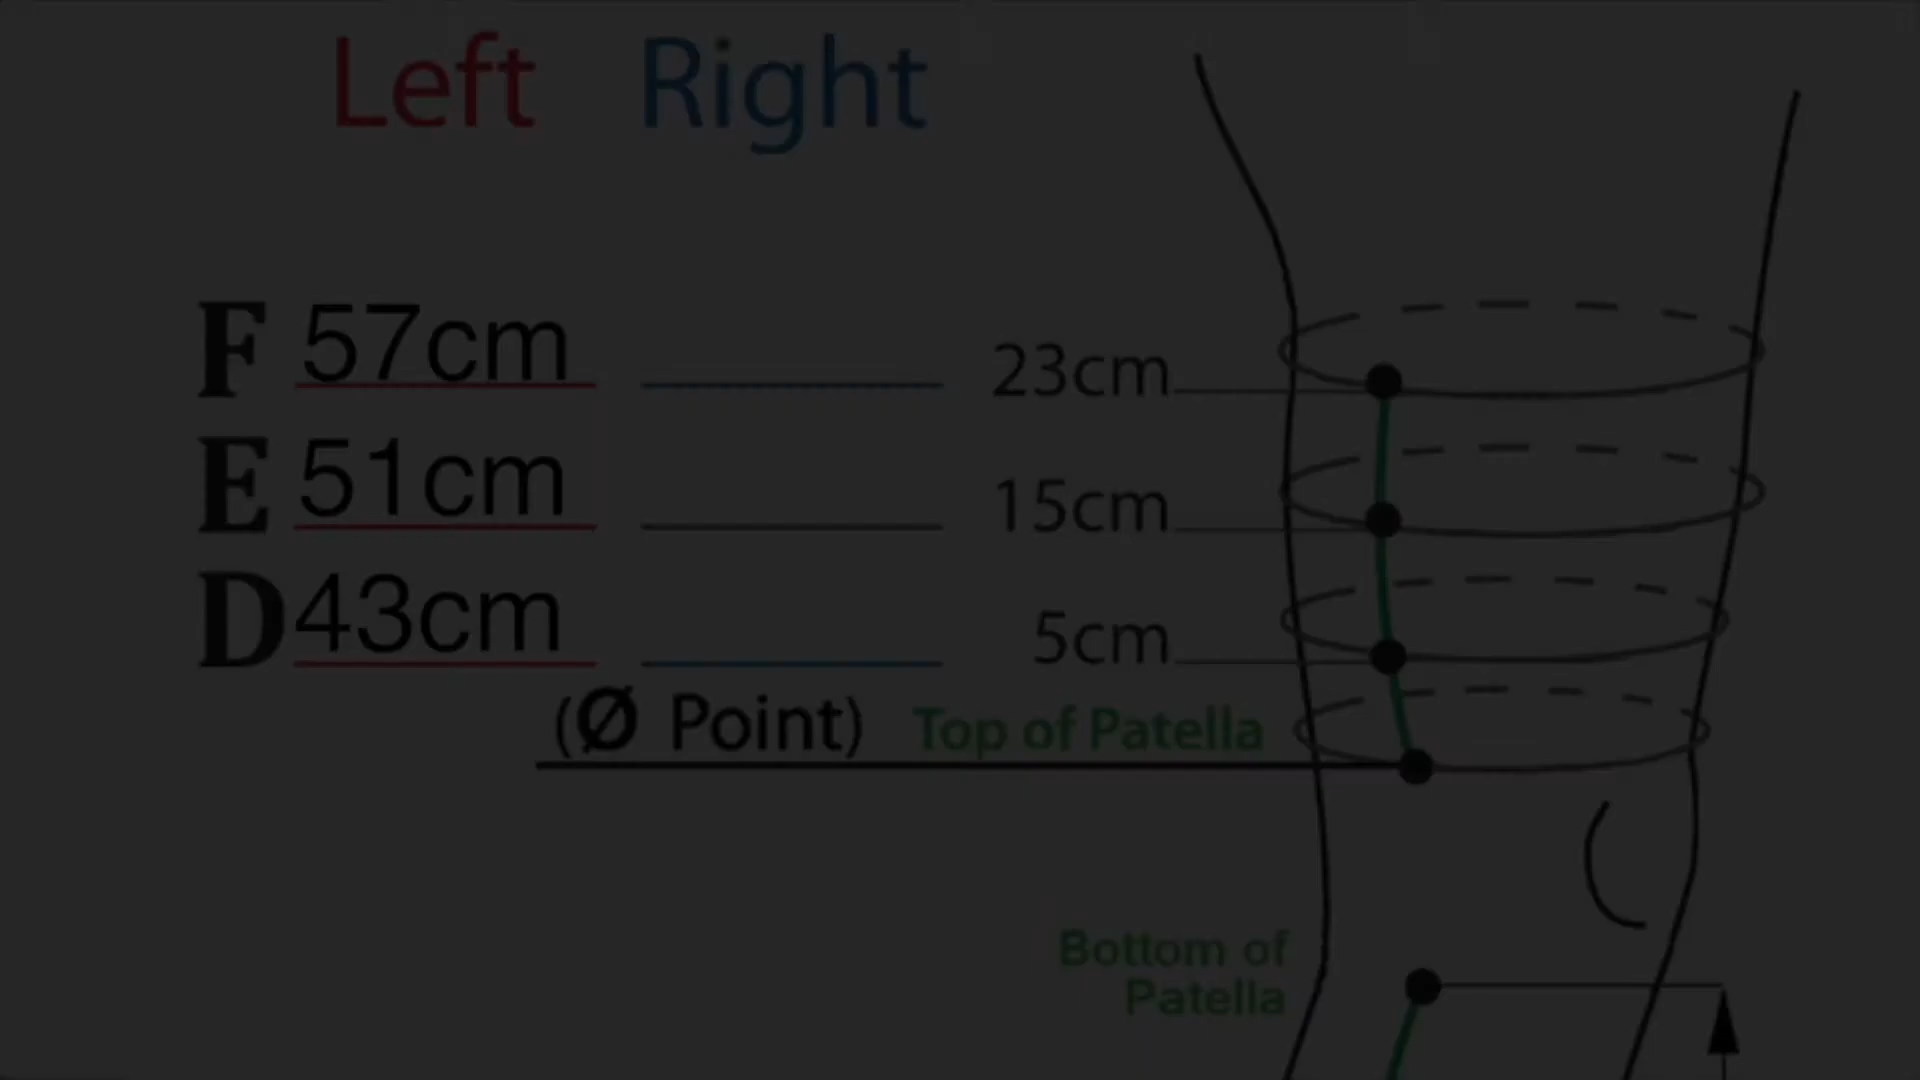 Left Right
F 57cm 23cm
E 51cm 15cm
D 43cm 5cm
(Ø Point) Top of Patella
Bottom of
Patella